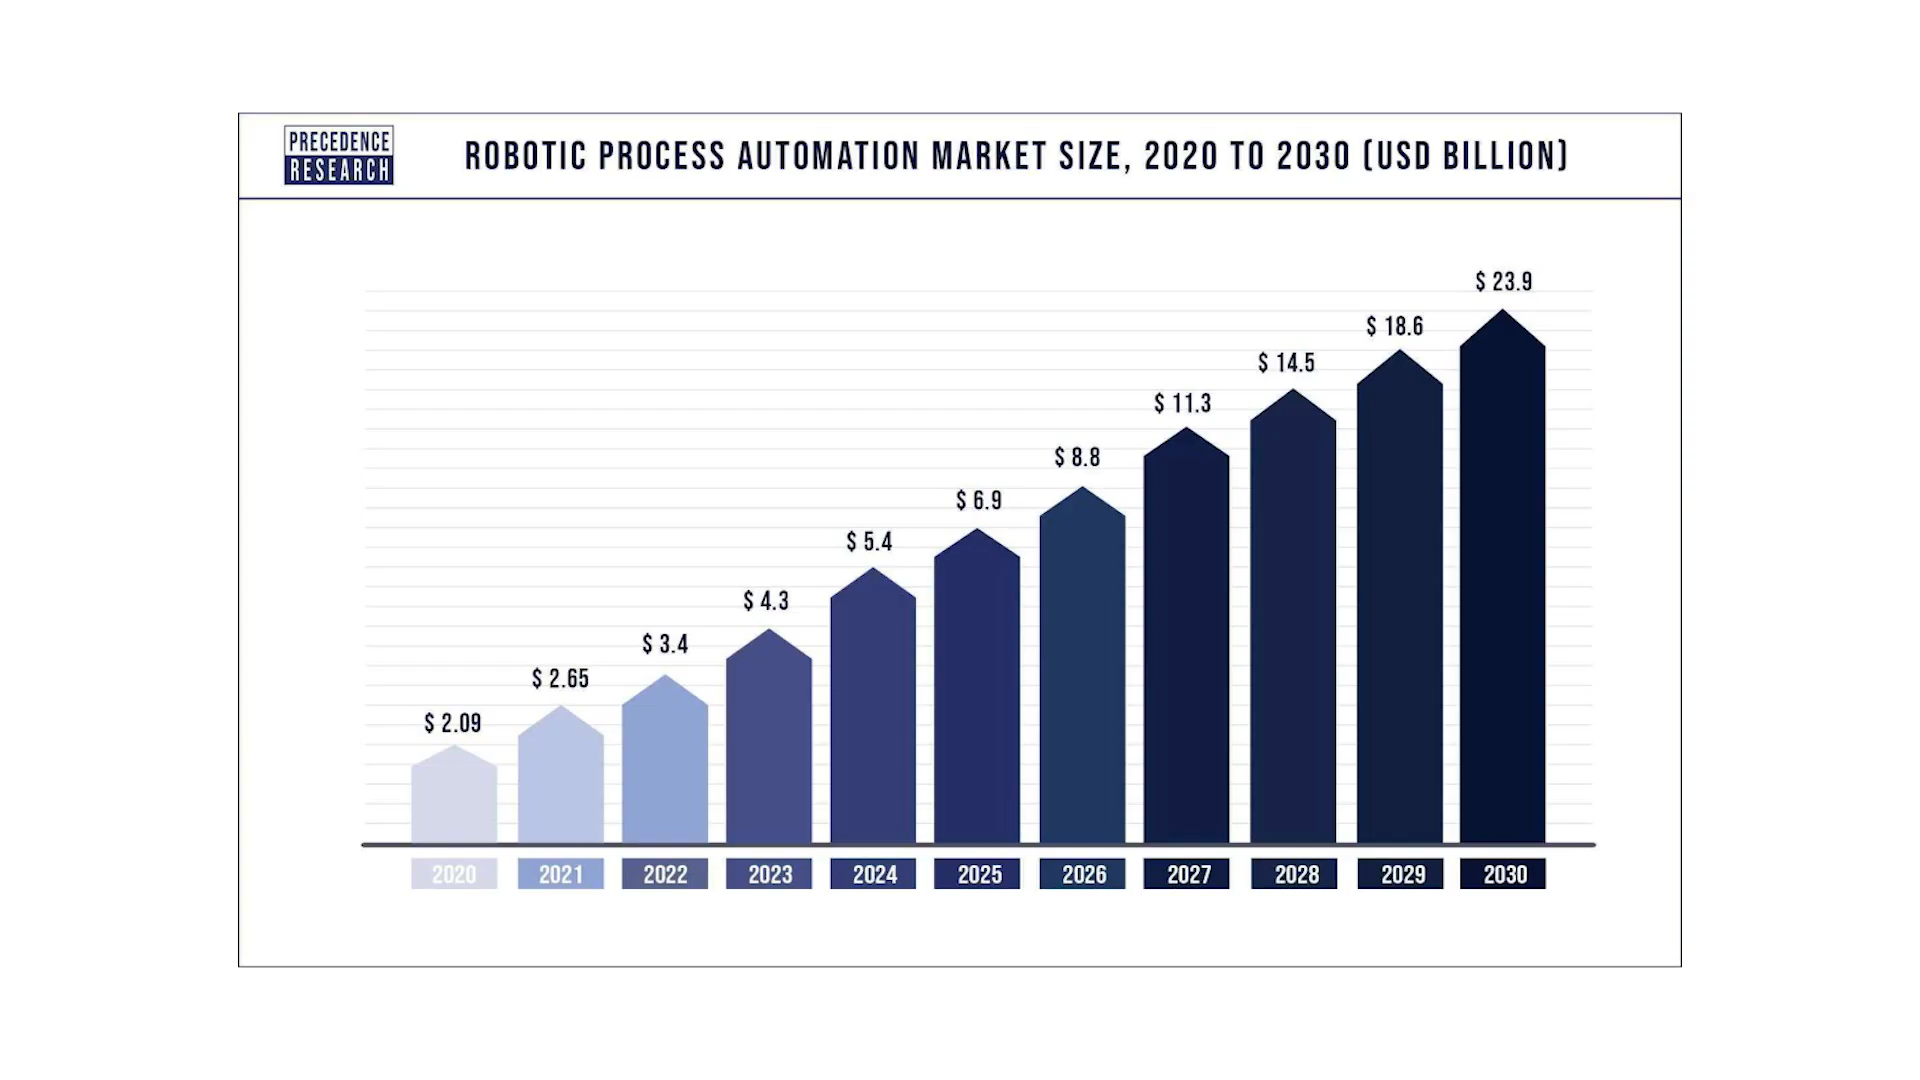 PRECEDENCE
RESEARCH
ROBOTIC PROCESS AUTOMATION MARKET SIZE, 2020 TO 2030 (USD BILLION)
$ 2.09
$ 2.65
$ 3.4
$ 4.3
$ 5.4
$ 6.9
$ 8.8
$ 11.3
$ 14.5
$ 18.6
$ 23.9
2020 2021 2022 2023 2024 2025 2026 2027 2028 2029 2030